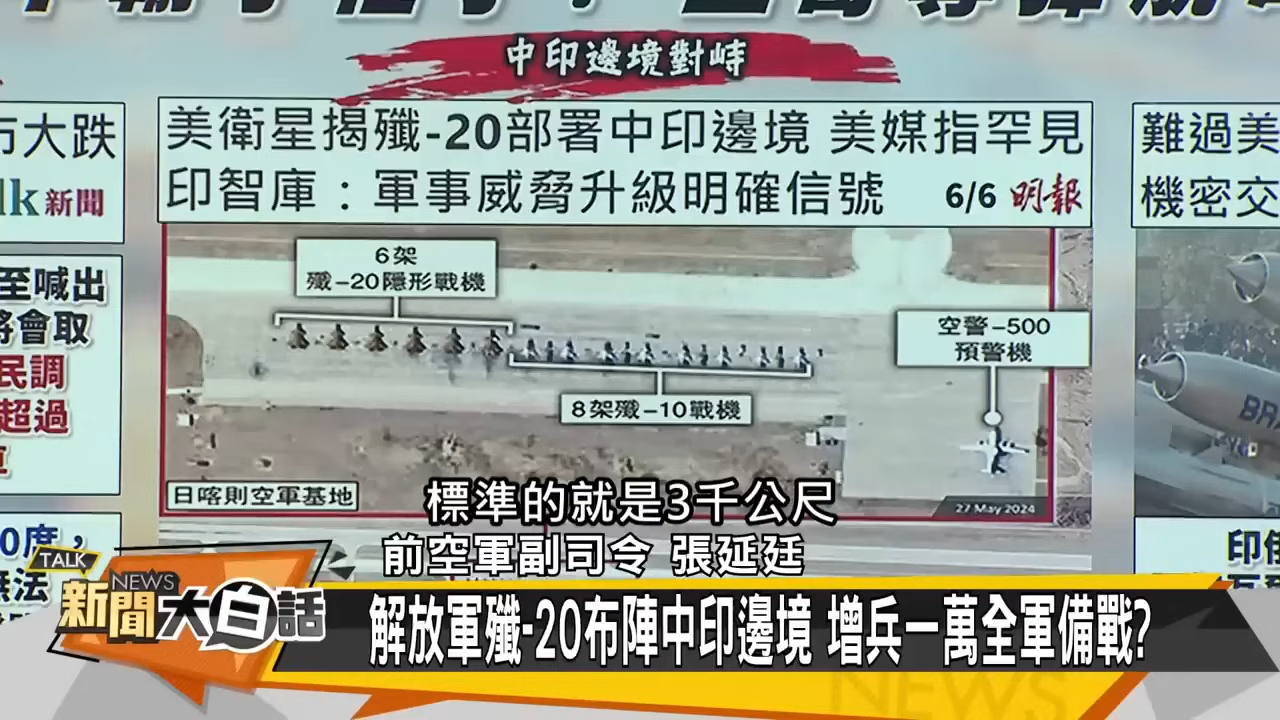 中印邊境對峙
市大跌
lk新聞
美衛星揭殲-20部署中印邊境 美媒指罕見
印智庫：軍事威脅升級明確信號 6/6 明報
難過美
機密交
至喊出
將會取
民調
超過
6架
殲-20隱形戰機
空警-500
預警機
8架殲-10戰機
日喀則空軍基地
27 May 2024
標準的就是3千公尺
前空軍副司令 張延廷
0度，
無法
印俄
TALK
NEWS
新聞大白話
解放軍殲-20布陣中印邊境 增兵一萬全軍備戰?
NEWS